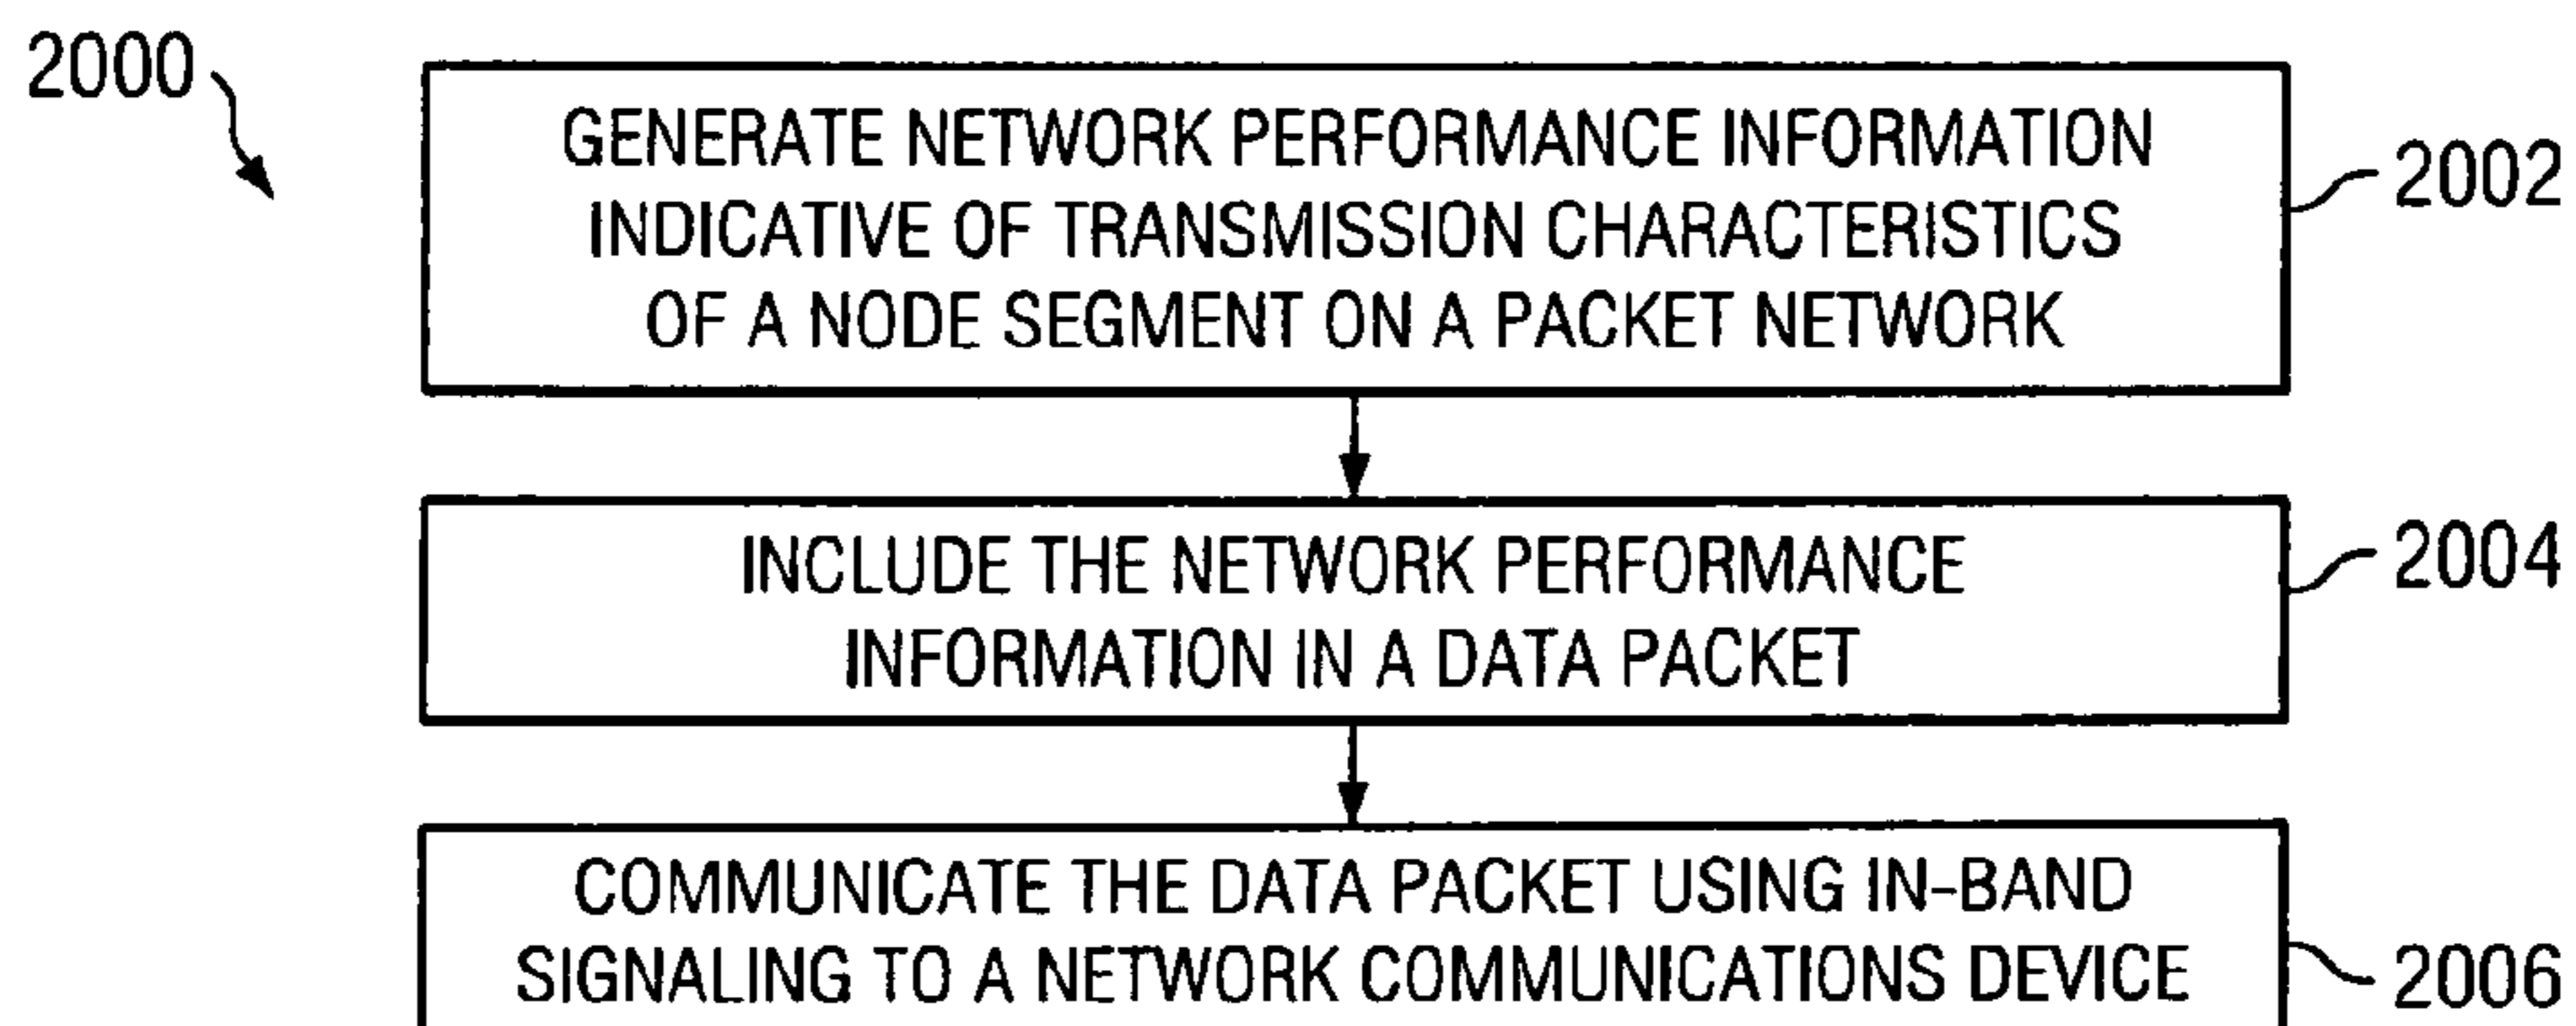 2000
GENERATE NETWORK PERFORMANCE INFORMATION
INDICATIVE OF TRANSMISSION CHARACTERISTICS
OF A NODE SEGMENT ON A PACKET NETWORK
2002
INCLUDE THE NETWORK PERFORMANCE
INFORMATION IN A DATA PACKET
2004
COMMUNICATE THE DATA PACKET USING IN-BAND
SIGNALING TO A NETWORK COMMUNICATIONS DEVICE
2006